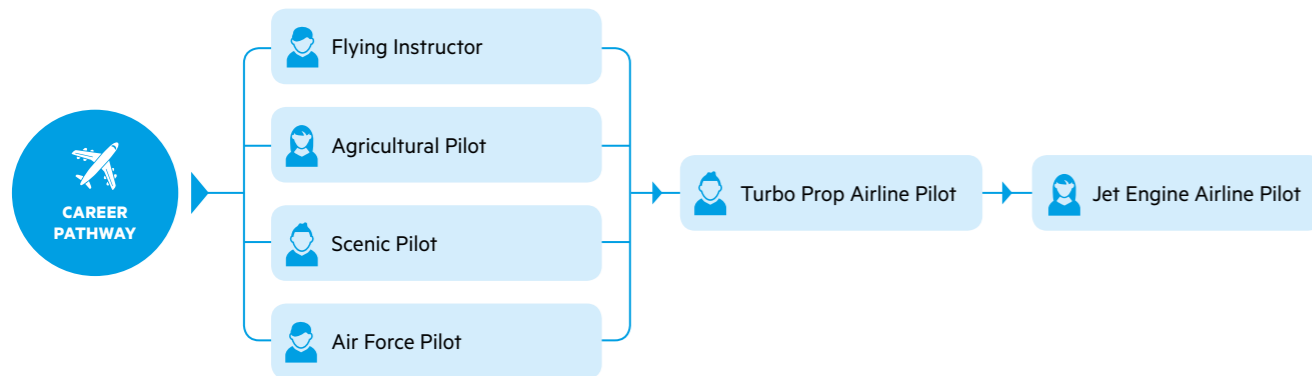 CAREER
PATHWAY
Flying Instructor
Agricultural Pilot
Scenic Pilot
Air Force Pilot
Turbo Prop Airline Pilot
Jet Engine Airline Pilot